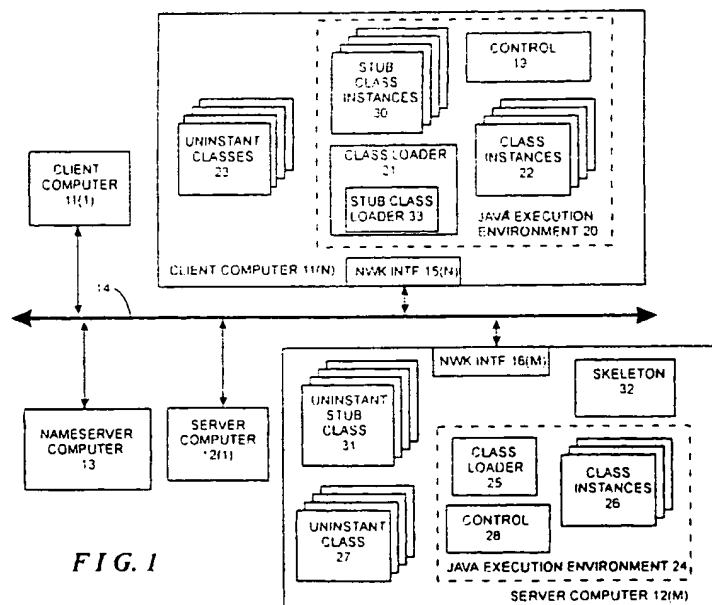 STUB
CLASS
INSTANCES
30
CONTROL
19
UNINSTANT
CLASSES
23
CLASS LOADER
21
STUB CLASS
LOADER 33
CLASS
INSTANCES
22
JAVA EXECUTION
ENVIRONMENT 20
CLIENT COMPUTER 11(N)
NWK INTF 15(N)
CLIENT
COMPUTER
11(1)
14
NAMESERVER
COMPUTER
13
SERVER
COMPUTER
12(1)
NWK INTF 16(M)
UNINSTANT
STUB
CLASS
31
SKELETON
32
CLASS
LOADER
25
CLASS
INSTANCES
26
UNINSTANT
CLASS
27
CONTROL
28
JAVA EXECUTION ENVIRONMENT 24
SERVER COMPUTER 12(M)
FIG. 1